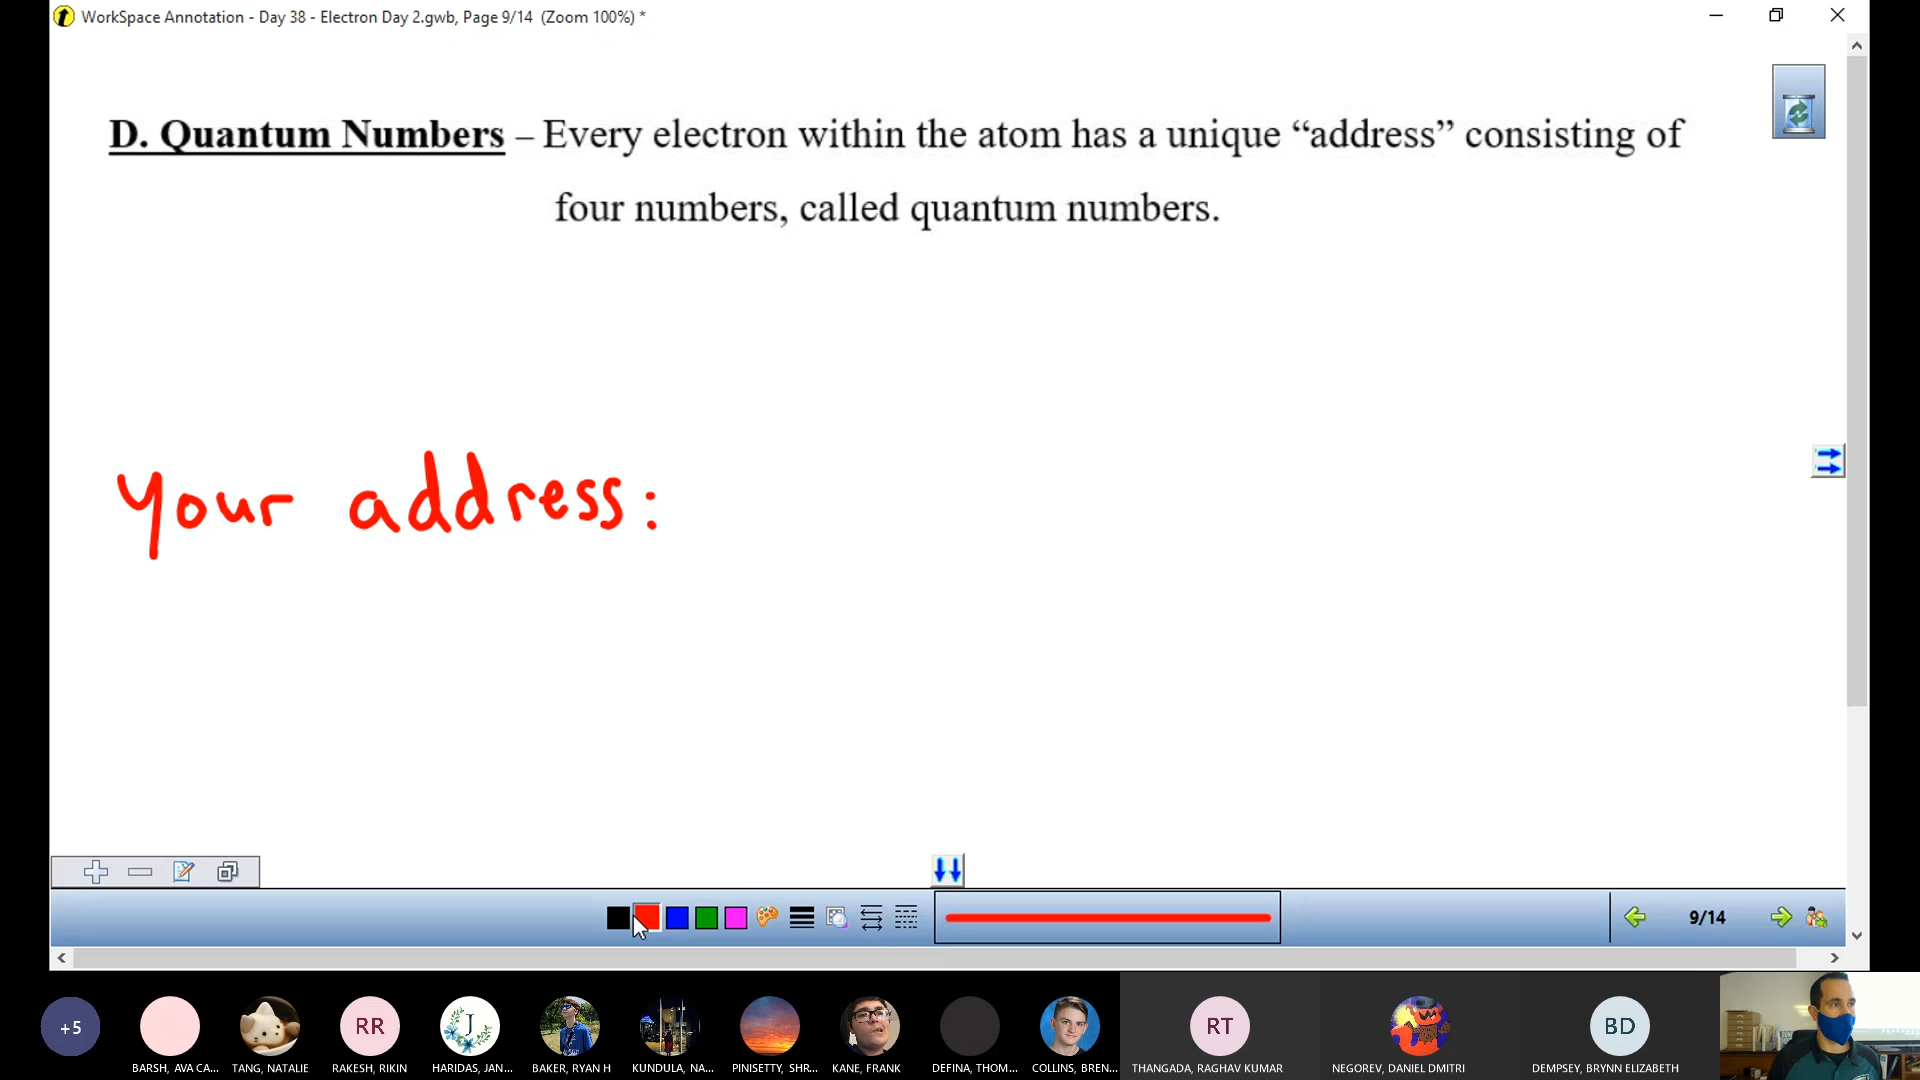 WorkSpace Annotation - Day 38 - Electron Day 2.gwb, Page 9/14 (Zoom 100%) *
D. Quantum Numbers – Every electron within the atom has a unique “address” consisting of
four numbers, called quantum numbers.
Your address:
9/14
+5
RR
J
RT
BD
BARSH, AVA CA...
TANG, NATALIE
RAKESH, RIKIN
HARIDAS, JAN...
BAKER, RYAN H
KUNDULA, NA...
PINISETTY, SHR...
KANE, FRANK
DEFINA, THOM...
COLLINS, BREN...
THANGADA, RAGHAV KUMAR
NEGOREV, DANIEL DMITRI
DEMPSEY, BRYNN ELIZABETH